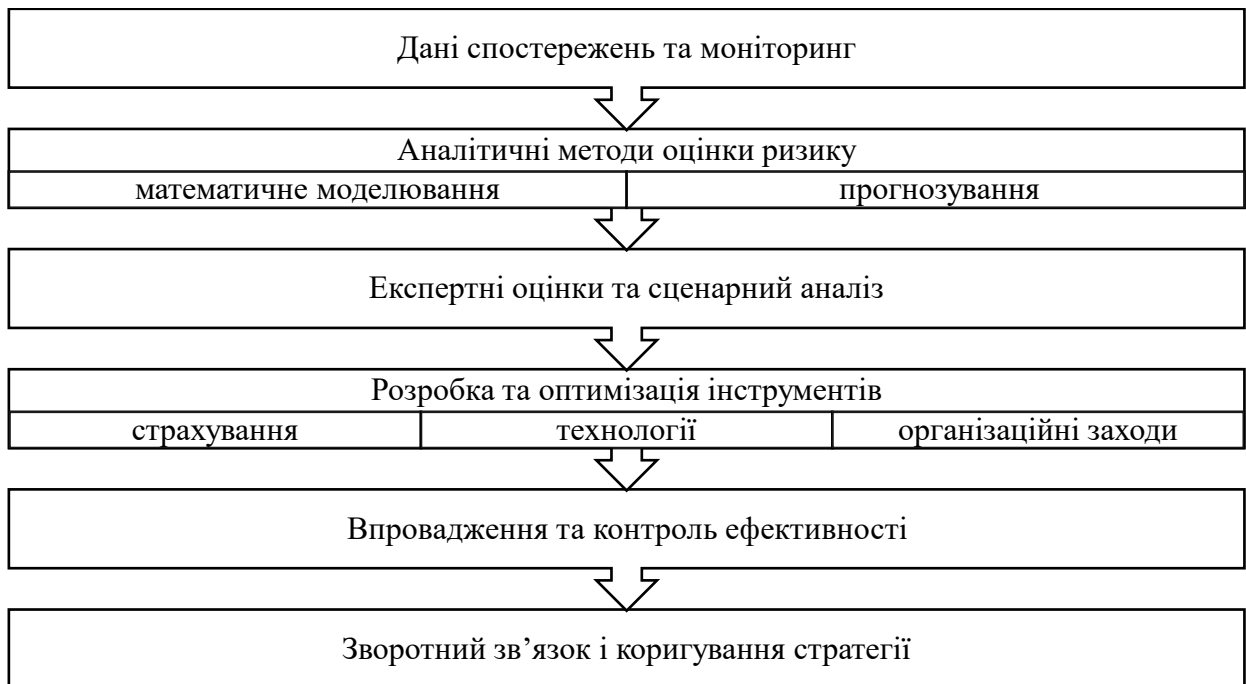 Дані спостережень та моніторинг
Аналітичні методи оцінки ризику
математичне моделювання
прогнозування
Експертні оцінки та сценарний аналіз
Розробка та оптимізація інструментів
страхування
технології
організаційні заходи
Впровадження та контроль ефективності
Зворотний зв’язок і коригування стратегії